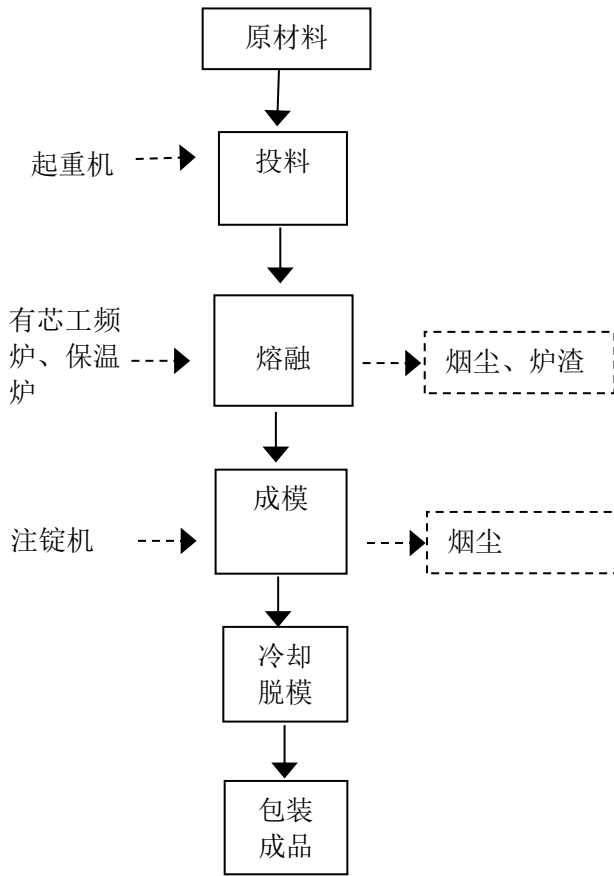 原材料
起重机
投料
有芯工频
炉、保温
炉
熔融
烟尘、炉渣
注锭机
成模
烟尘
冷却
脱模
包装
成品